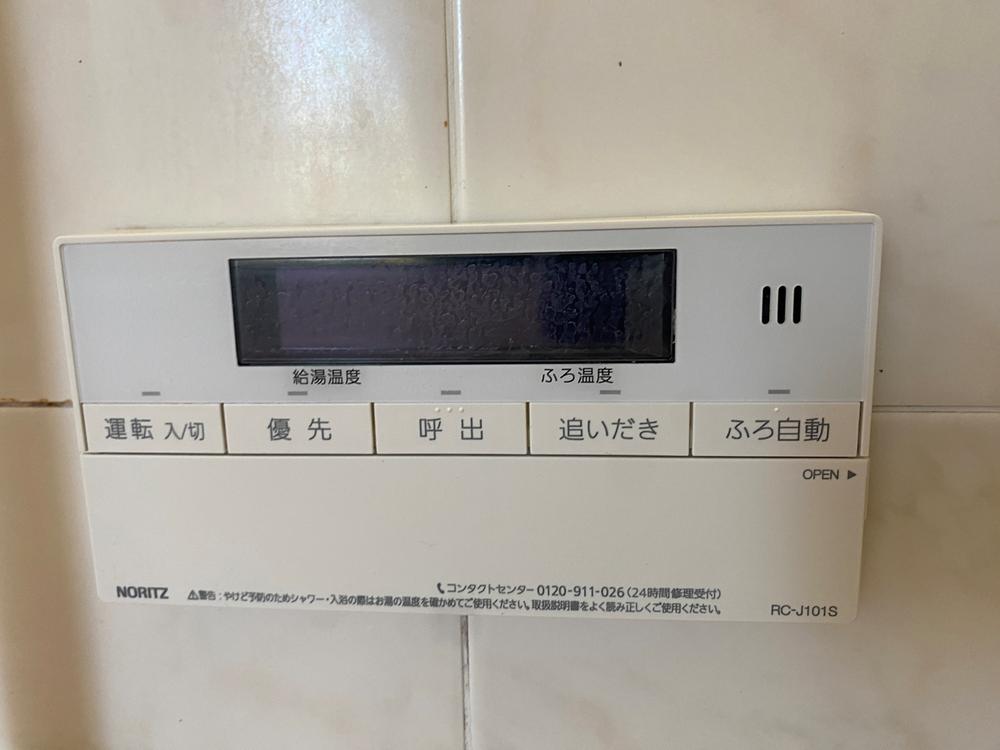 給湯温度 ふろ温度
運転 入/切 優先 呼出 追いだき ふろ自動
OPEN ▶
コンタクトセンター 0120-911-026(24時間修理受付)
NORITZ ⚠警告:やけど予防のためシャワー・入浴の際はお湯の温度を確かめてご使用ください。取扱説明書をよく読み正しくご使用ください。 RC-J101S